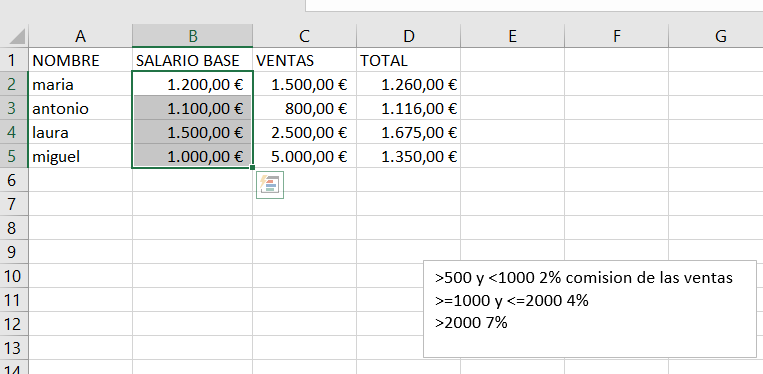 A B C D E F G
1 NOMBRE SALARIO BASE VENTAS TOTAL
2 maria 1.200,00 € 1.500,00 € 1.260,00 €
3 antonio 1.100,00 € 800,00 € 1.116,00 €
4 laura 1.500,00 € 2.500,00 € 1.675,00 €
5 miguel 1.000,00 € 5.000,00 € 1.350,00 €
6
7
8
9
10 >500 y <1000 2% comision de las ventas
11 >=1000 y <=2000 4%
12 >2000 7%
13
14